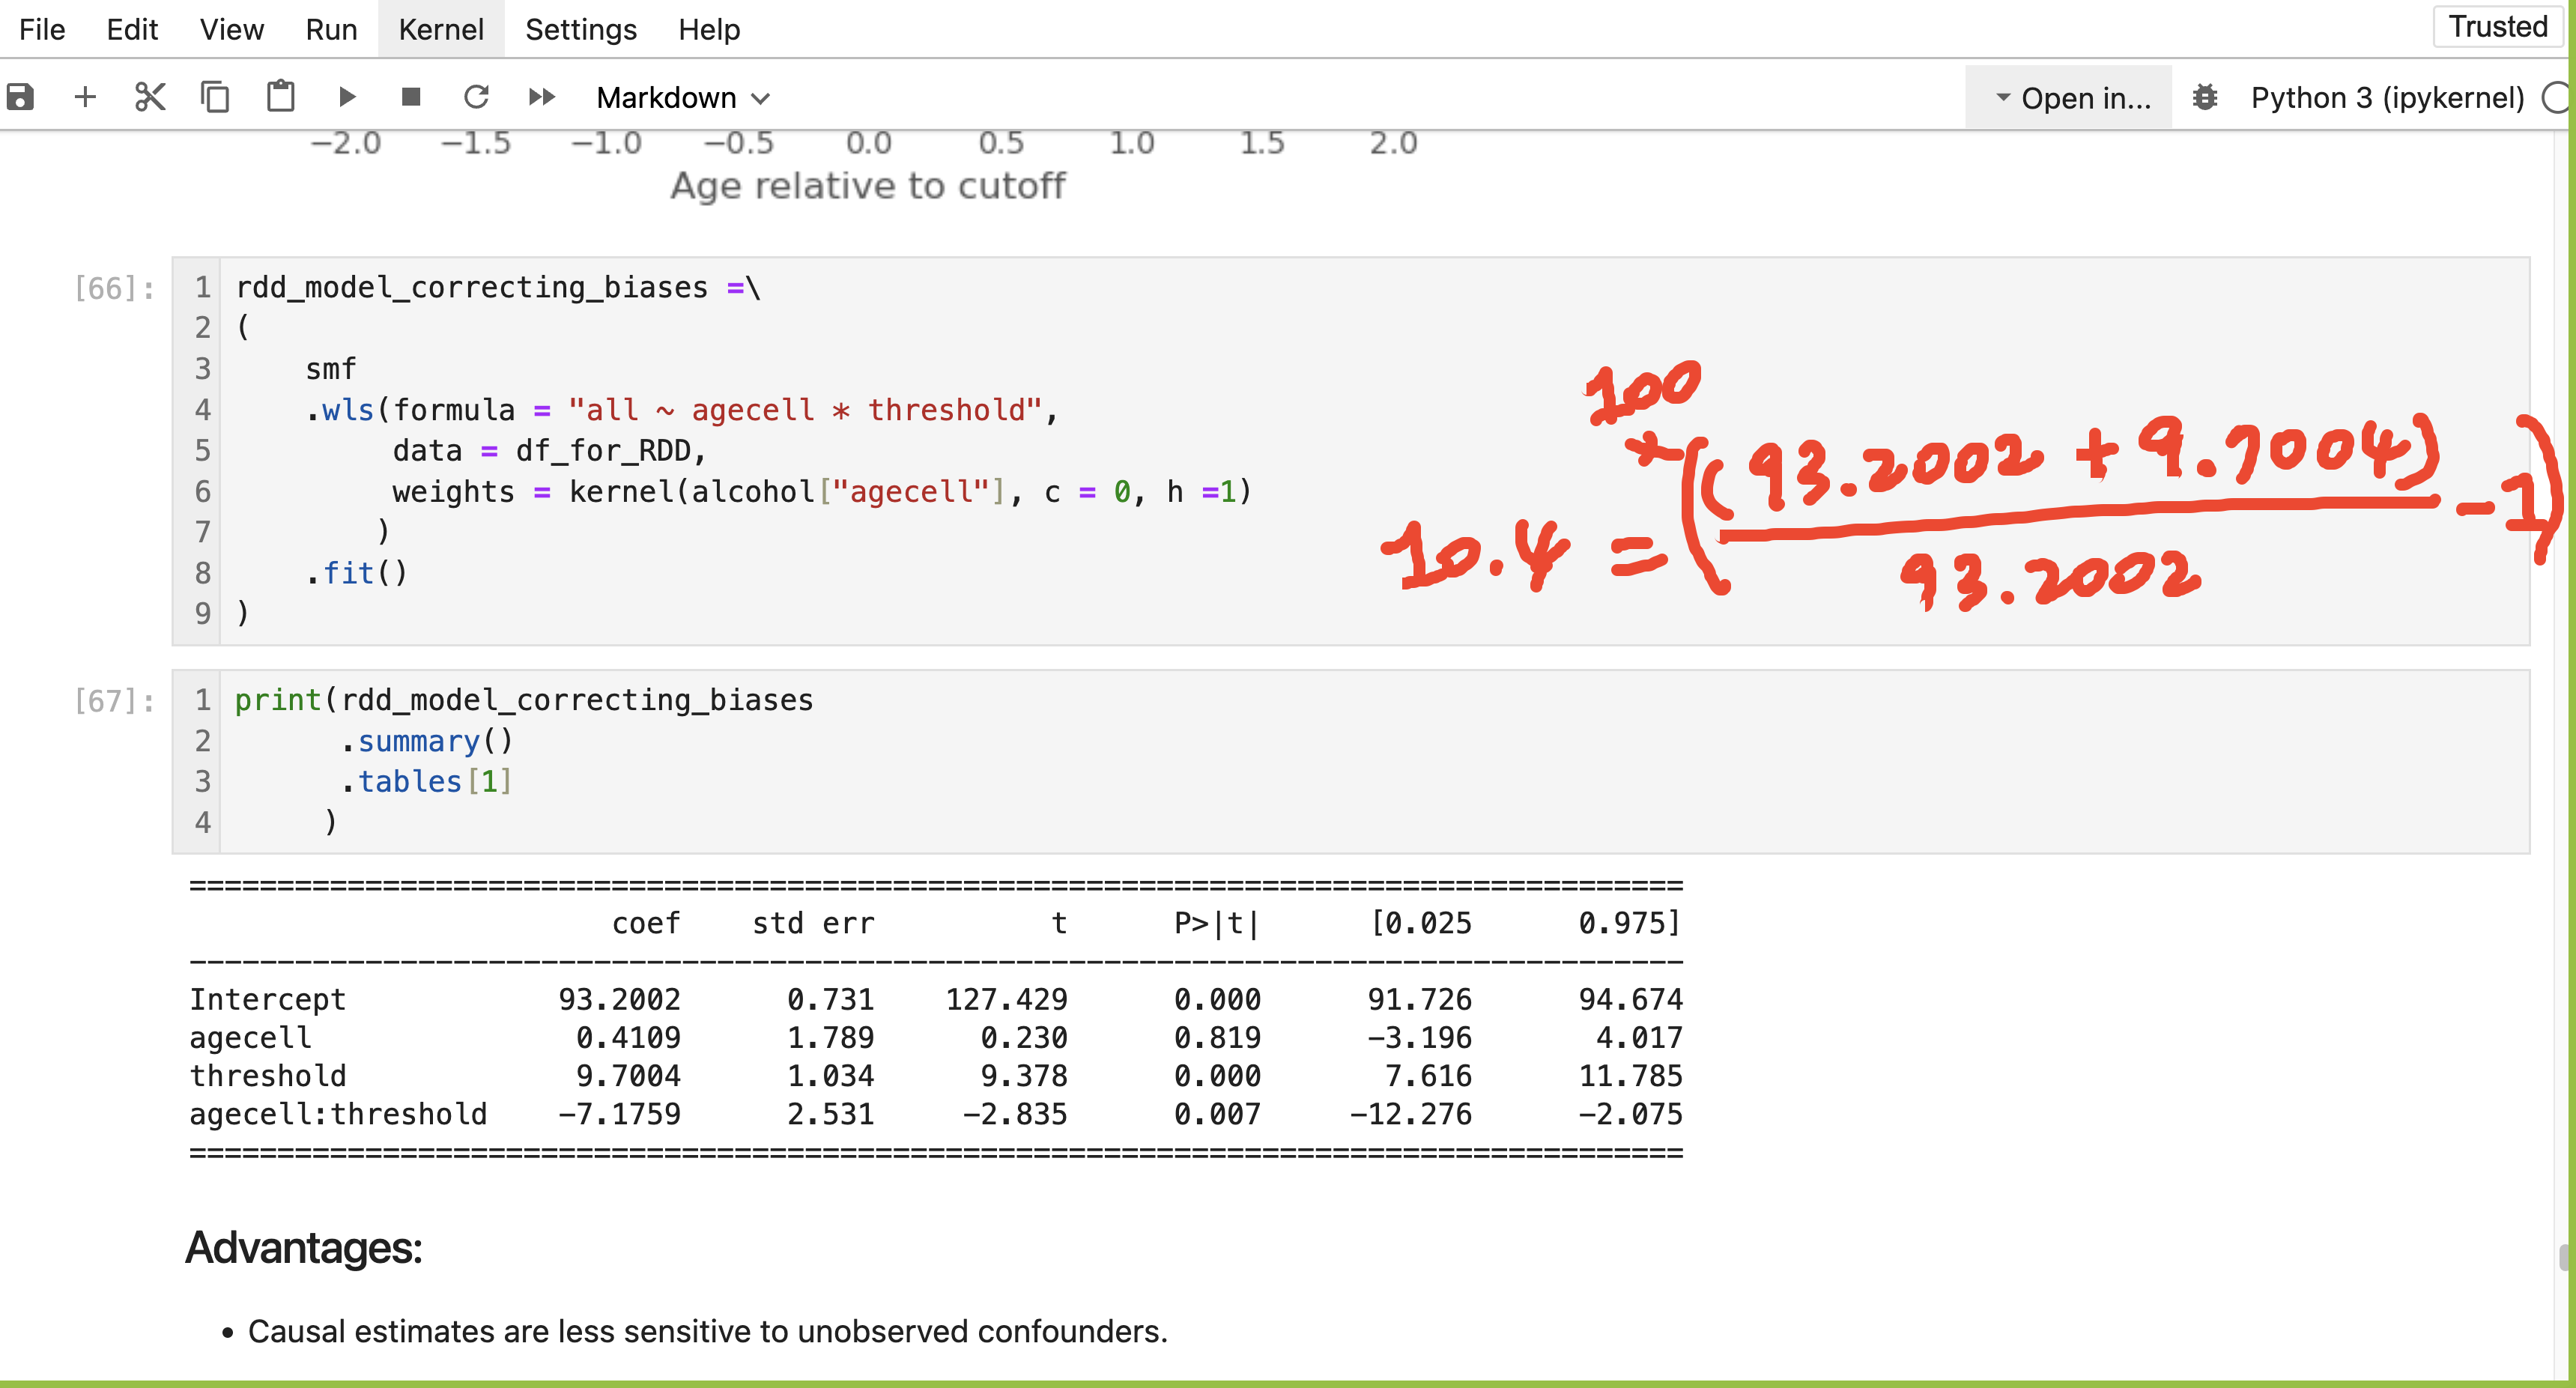 File Edit View Run Kernel Settings Help Trusted
Markdown Open in... Python 3 (ipykernel)
−2.0 −1.5 −1.0 −0.5 0.0 0.5 1.0 1.5 2.0
Age relative to cutoff
[66]:
1 rdd_model_correcting_biases =\
2 (
3     smf
4     .wls(formula = "all ~ agecell * threshold",
5          data = df_for_RDD,
6          weights = kernel(alcohol["agecell"], c = 0, h =1)
7         )
8     .fit()
9 )
100
*
10.4 = ((93.2002 + 9.7004) / 93.2002 - 1)
[67]:
1 print(rdd_model_correcting_biases
2       .summary()
3       .tables[1]
4      )
=====================================================================================
coef std err t P>|t| [0.025 0.975]
-------------------------------------------------------------------------------------
Intercept 93.2002 0.731 127.429 0.000 91.726 94.674
agecell 0.4109 1.789 0.230 0.819 −3.196 4.017
threshold 9.7004 1.034 9.378 0.000 7.616 11.785
agecell:threshold −7.1759 2.531 −2.835 0.007 −12.276 −2.075
=====================================================================================
Advantages:
• Causal estimates are less sensitive to unobserved confounders.